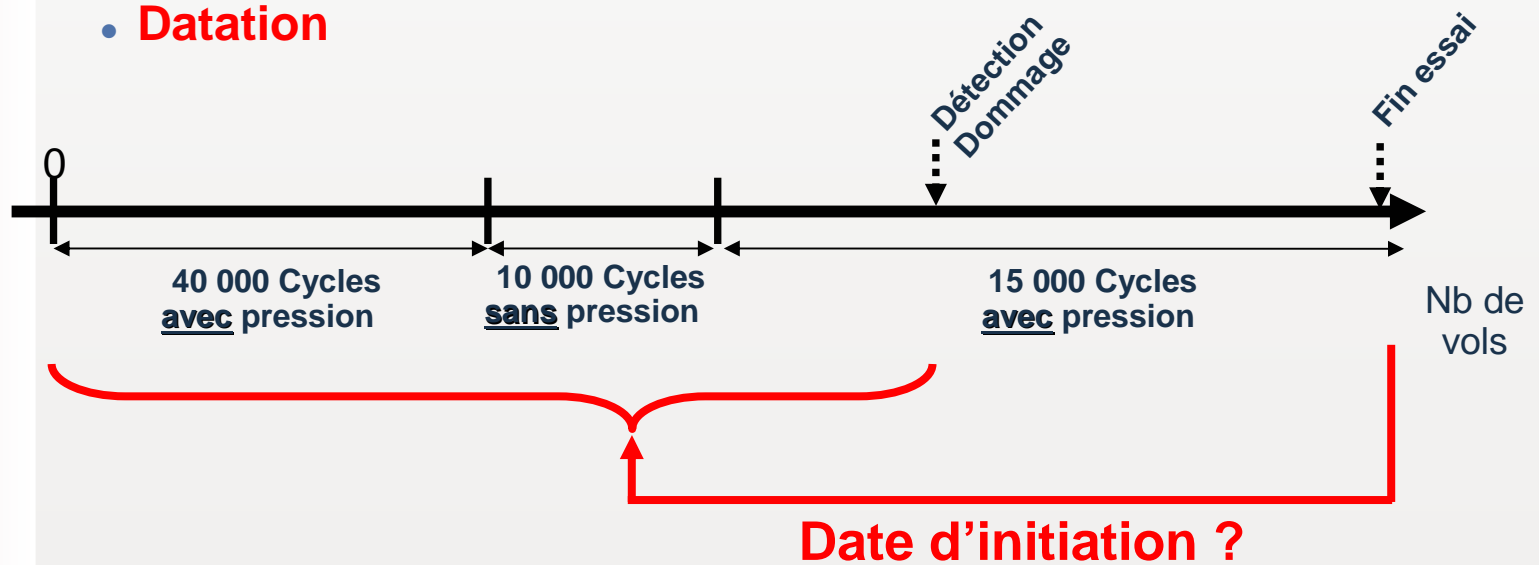 • Datation
Détection
Dommage
Fin essai
0
40 000 Cycles
avec pression
10 000 Cycles
sans pression
15 000 Cycles
avec pression
Nb de
vols
Date d’initiation ?